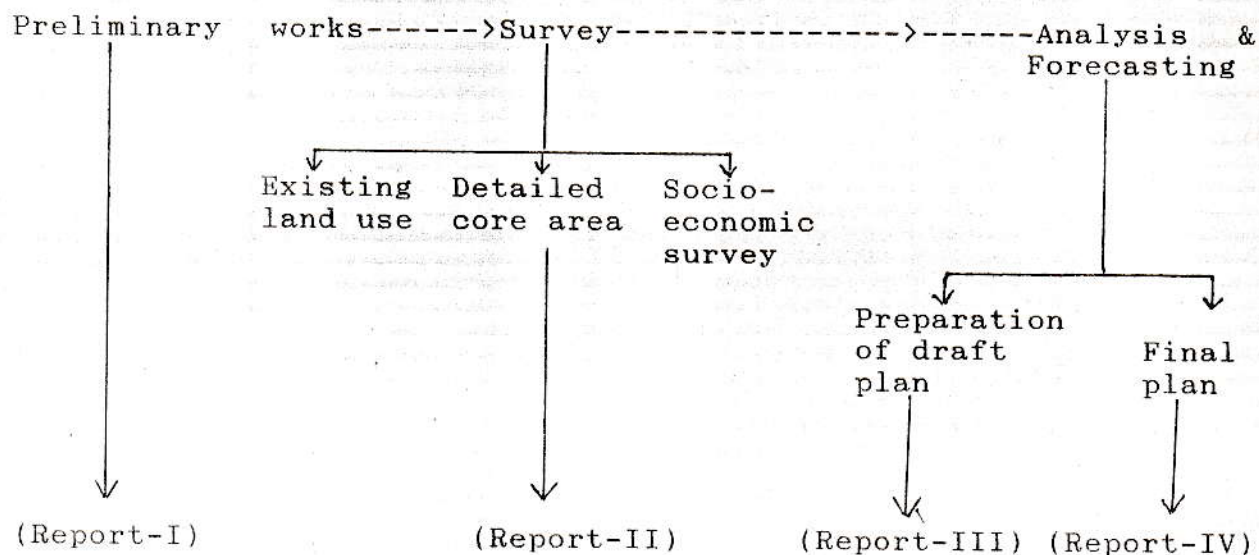 Preliminary works------>Survey--------------->------Analysis &
Forecasting
Existing Detailed Socio-
land use core area economic
survey
Preparation
of draft Final
plan plan
(Report-I) (Report-II) (Report-III) (Report-IV)